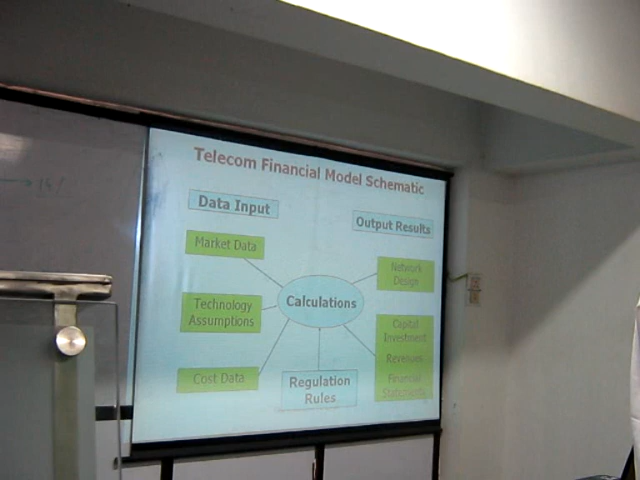 Telecom Financial Model Schematic
Data Input
Output Results
Market Data
Network
Design
Technology
Assumptions
Calculations
Capital
Investment
Revenues
Financial
Statements
Cost Data
Regulation
Rules